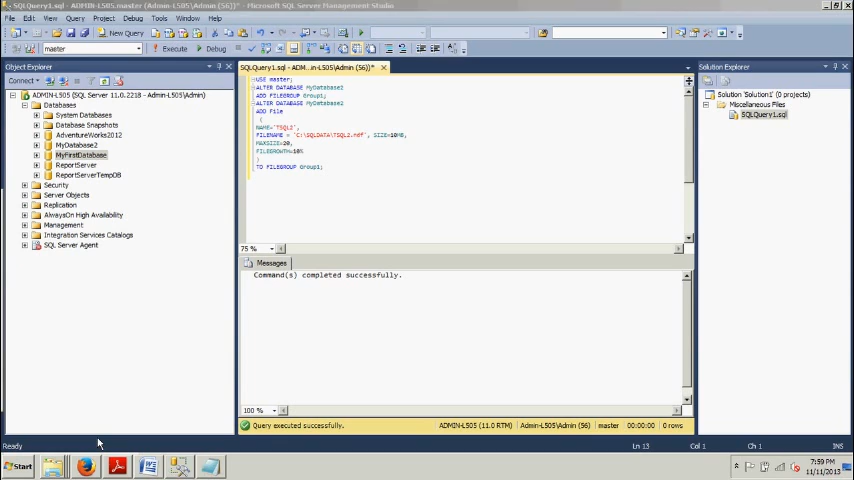 SQLQuery1.sql - ADMIN-L505.master (Admin-L505\Admin (56))* - Microsoft SQL Server Management Studio
File Edit View Query Project Debug Tools Window Help
New Query
master Execute Debug
Object Explorer
Connect
ADMIN-L505 (SQL Server 11.0.2218 - Admin-L505\Admin)
Databases
System Databases
Database Snapshots
AdventureWorks2012
MyDatabase2
MyFirstDatabase
ReportServer
ReportServerTempDB
Security
Server Objects
Replication
AlwaysOn High Availability
Management
Integration Services Catalogs
SQL Server Agent
SQLQuery1.sql - ADM...in-L505\Admin (56))*
USE master;
ALTER DATABASE MyDatabase2
ADD FILEGROUP Group1;
ALTER DATABASE MyDatabase2
ADD File
(
NAME='TSQL2',
FILENAME = 'C:\SQLDATA\TSQL2.ndf', SIZE=10MB,
MAXSIZE=20,
FILEGROWTH=10%
)
TO FILEGROUP Group1;
75 %
Messages
Command(s) completed successfully.
100 %
Query executed successfully. ADMIN-L505 (11.0 RTM) Admin-L505\Admin (56) master 00:00:00 0 rows
Solution Explorer
Solution 'Solution1' (0 projects)
Miscellaneous Files
SQLQuery1.sql
Ready Ln 13 Col 1 Ch 1 INS
Start
7:59 PM
11/11/2013